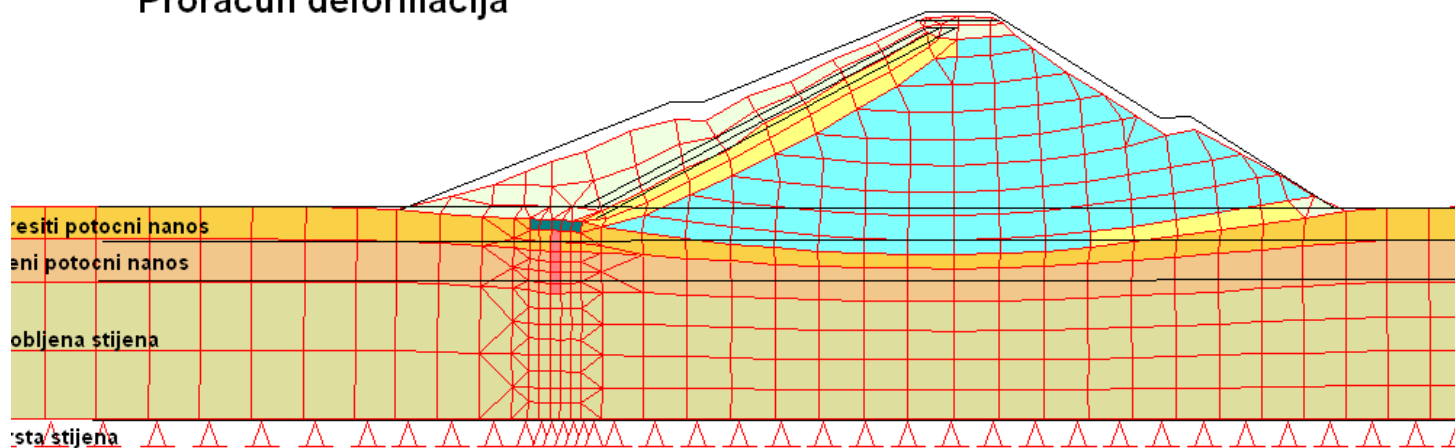 Proračun deformacija
resiti potocni nanos
eni potocni nanos
obljena stijena
rsta stijena